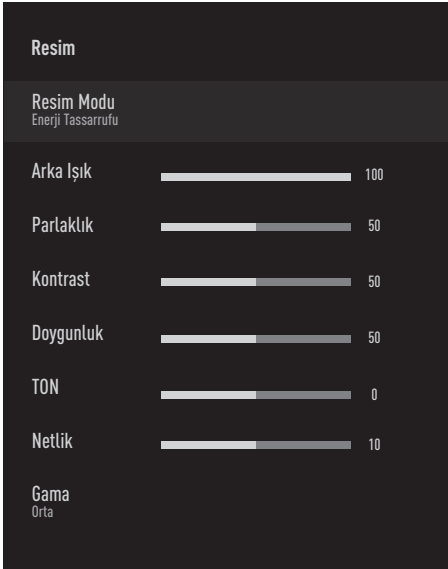 Resim
Resim Modu
Enerji Tassarrufu
Arka Işık 100
Parlaklık 50
Kontrast 50
Doygunluk 50
TON 0
Netlik 10
Gama
Orta